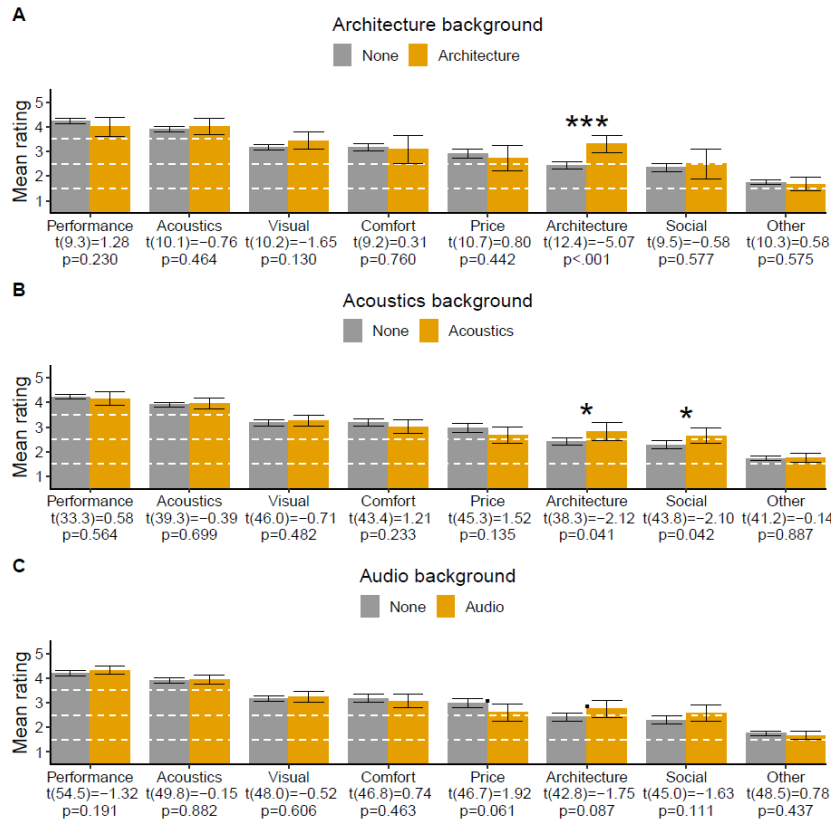 A
Architecture background
None Architecture
Mean rating
5
4
3
2
1
***
Performance Acoustics Visual Comfort Price Architecture Social Other
t(9.3)=1.28 t(10.1)=−0.76 t(10.2)=−1.65 t(9.2)=0.31 t(10.7)=0.80 t(12.4)=−5.07 t(9.5)=−0.58 t(10.3)=0.58
p=0.230 p=0.464 p=0.130 p=0.760 p=0.442 p<.001 p=0.577 p=0.575
B
Acoustics background
None Acoustics
Mean rating
5
4
3
2
1
* *
Performance Acoustics Visual Comfort Price Architecture Social Other
t(33.3)=0.58 t(39.3)=−0.39 t(46.0)=−0.71 t(43.4)=1.21 t(45.3)=1.52 t(38.3)=−2.12 t(43.8)=−2.10 t(41.2)=−0.14
p=0.564 p=0.699 p=0.482 p=0.233 p=0.135 p=0.041 p=0.042 p=0.887
C
Audio background
None Audio
Mean rating
5
4
3
2
1
Performance Acoustics Visual Comfort Price Architecture Social Other
t(54.5)=−1.32 t(49.8)=−0.15 t(48.0)=−0.52 t(46.8)=0.74 t(46.7)=1.92 t(42.8)=−1.75 t(45.0)=−1.63 t(48.5)=0.78
p=0.191 p=0.882 p=0.606 p=0.463 p=0.061 p=0.087 p=0.111 p=0.437